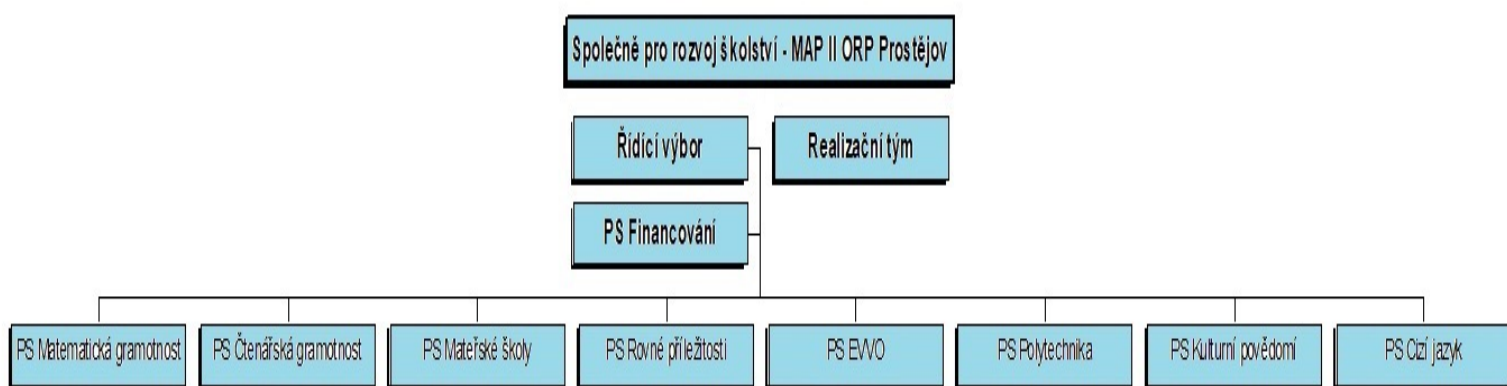 Společně pro rozvoj školství - MAP II ORP Prostějov
Řídící výbor
Realizační tým
PS Financování
PS Matematická gramotnost
PS Čtenářská gramotnost
PS Mateřské školy
PS Rovné příležitosti
PS EVVO
PS Polytechnika
PS Kulturní povědomí
PS Cizí jazyk